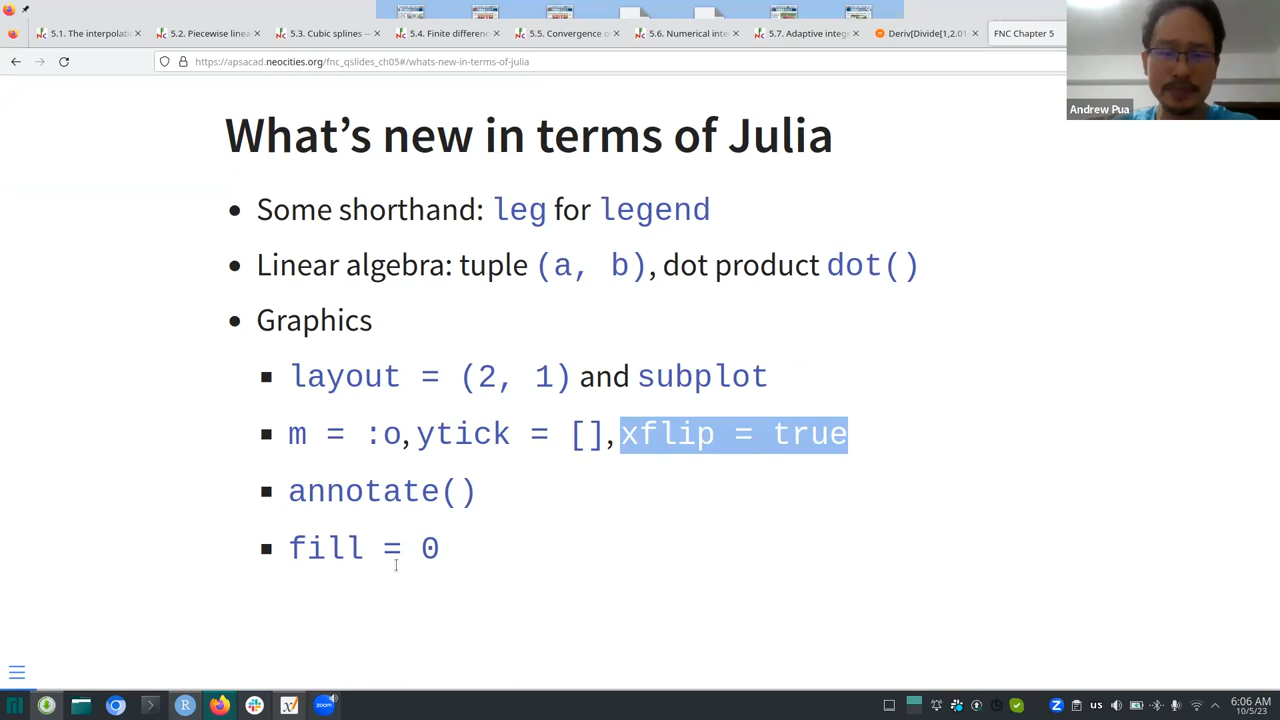 5.1. The interpolati
5.2. Piecewise linea
5.3. Cubic splines —
5.4. Finite differenc
5.5. Convergence o
5.6. Numerical inte
5.7. Adaptive integ
Deriv[Divide[1,2.01
FNC Chapter 5
https://apsacad.neocities.org/fnc_qslides_ch05#/whats-new-in-terms-of-julia
Andrew Pua
What's new in terms of Julia
• Some shorthand: leg for legend
• Linear algebra: tuple (a, b), dot product dot()
• Graphics
▪ layout = (2, 1) and subplot
▪ m = :o, ytick = [], xflip = true
▪ annotate()
▪ fill = 0
R
zoom
Z
us
6:06 AM
10/5/23